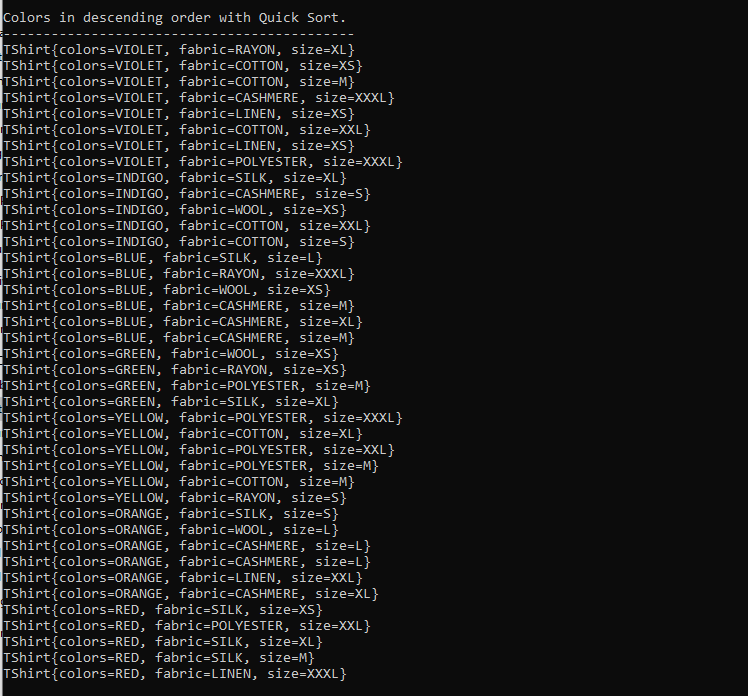 Colors in descending order with Quick Sort.
--------------------------------------------
TShirt{colors=VIOLET, fabric=RAYON, size=XL}
TShirt{colors=VIOLET, fabric=COTTON, size=XS}
TShirt{colors=VIOLET, fabric=COTTON, size=M}
TShirt{colors=VIOLET, fabric=CASHMERE, size=XXXL}
TShirt{colors=VIOLET, fabric=LINEN, size=XS}
TShirt{colors=VIOLET, fabric=COTTON, size=XXL}
TShirt{colors=VIOLET, fabric=LINEN, size=XS}
TShirt{colors=VIOLET, fabric=POLYESTER, size=XXXL}
TShirt{colors=INDIGO, fabric=SILK, size=XL}
TShirt{colors=INDIGO, fabric=CASHMERE, size=S}
TShirt{colors=INDIGO, fabric=WOOL, size=XS}
TShirt{colors=INDIGO, fabric=COTTON, size=XXL}
TShirt{colors=INDIGO, fabric=COTTON, size=S}
TShirt{colors=BLUE, fabric=SILK, size=L}
TShirt{colors=BLUE, fabric=RAYON, size=XXXL}
TShirt{colors=BLUE, fabric=WOOL, size=XS}
TShirt{colors=BLUE, fabric=CASHMERE, size=M}
TShirt{colors=BLUE, fabric=CASHMERE, size=XL}
TShirt{colors=BLUE, fabric=CASHMERE, size=M}
TShirt{colors=GREEN, fabric=WOOL, size=XS}
TShirt{colors=GREEN, fabric=RAYON, size=XS}
TShirt{colors=GREEN, fabric=POLYESTER, size=M}
TShirt{colors=GREEN, fabric=SILK, size=XL}
TShirt{colors=YELLOW, fabric=POLYESTER, size=XXXL}
TShirt{colors=YELLOW, fabric=COTTON, size=XL}
TShirt{colors=YELLOW, fabric=POLYESTER, size=XXL}
TShirt{colors=YELLOW, fabric=POLYESTER, size=M}
TShirt{colors=YELLOW, fabric=COTTON, size=M}
TShirt{colors=YELLOW, fabric=RAYON, size=S}
TShirt{colors=ORANGE, fabric=SILK, size=S}
TShirt{colors=ORANGE, fabric=WOOL, size=L}
TShirt{colors=ORANGE, fabric=CASHMERE, size=L}
TShirt{colors=ORANGE, fabric=CASHMERE, size=L}
TShirt{colors=ORANGE, fabric=LINEN, size=XXL}
TShirt{colors=ORANGE, fabric=CASHMERE, size=XL}
TShirt{colors=RED, fabric=SILK, size=XS}
TShirt{colors=RED, fabric=POLYESTER, size=XXL}
TShirt{colors=RED, fabric=SILK, size=XL}
TShirt{colors=RED, fabric=SILK, size=M}
TShirt{colors=RED, fabric=LINEN, size=XXXL}